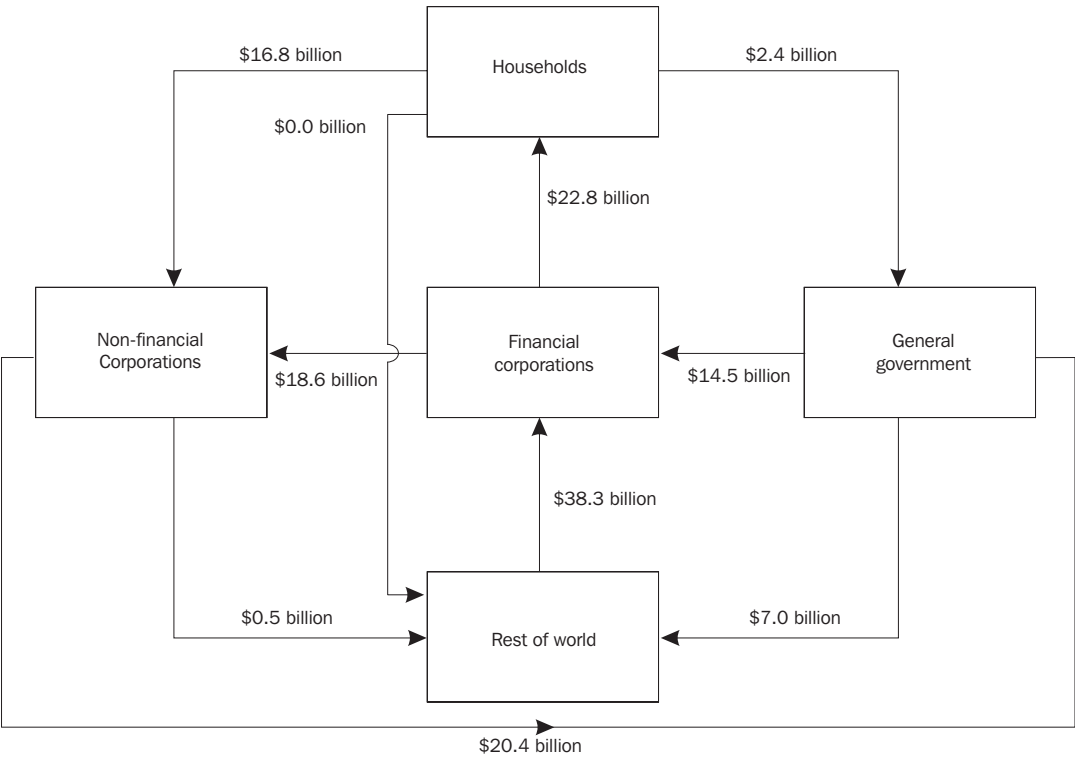 $16.8 billion
Households
$2.4 billion
$0.0 billion
$22.8 billion
Non-financial
Corporations
Financial
corporations
General
government
$18.6 billion
$14.5 billion
$38.3 billion
$0.5 billion
Rest of world
$7.0 billion
$20.4 billion